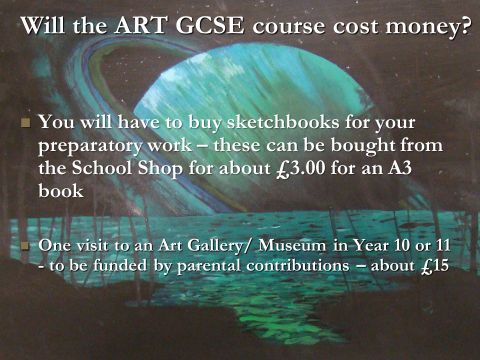 Will the ART GCSE course cost money?
You will have to buy sketchbooks for your
preparatory work – these can be bought from
the School Shop for about £3.00 for an A3
book
One visit to an Art Gallery/ Museum in Year 10 or 11
- to be funded by parental contributions – about £15